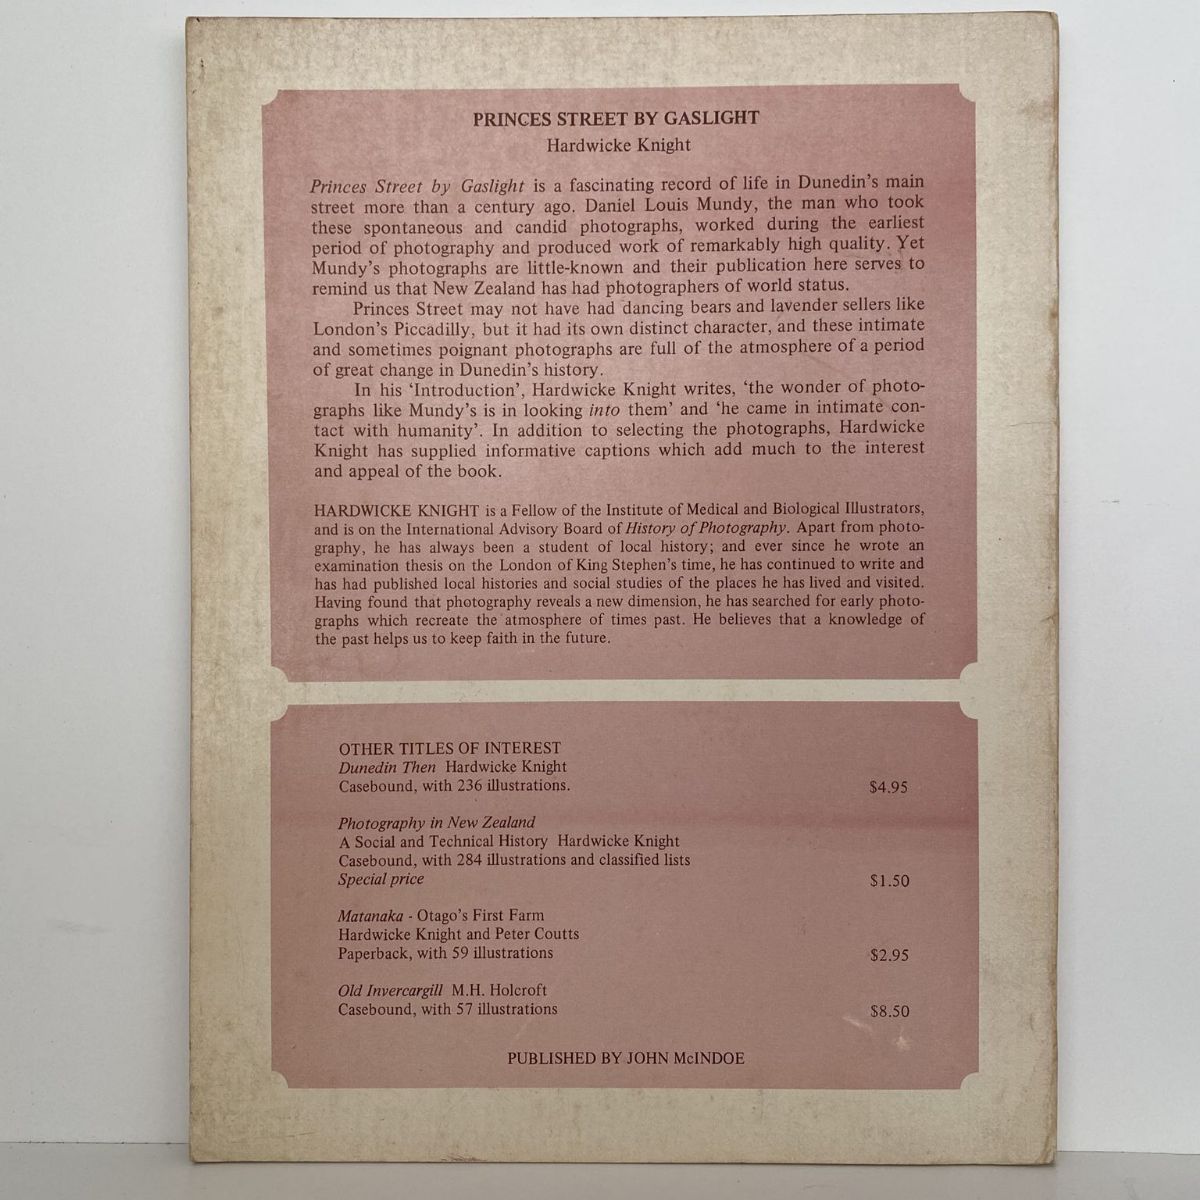 PRINCES STREET BY GASLIGHT
Hardwicke Knight
Princes Street by Gaslight is a fascinating record of life in Dunedin's main
street more than a century ago. Daniel Louis Mundy, the man who took
these spontaneous and candid photographs, worked during the earliest
period of photography and produced work of remarkably high quality. Yet
Mundy's photographs are little-known and their publication here serves to
remind us that New Zealand has had photographers of world status.
Princes Street may not have had dancing bears and lavender sellers like
London's Piccadilly, but it had its own distinct character, and these intimate
and sometimes poignant photographs are full of the atmosphere of a period
of great change in Dunedin's history.
In his 'Introduction', Hardwicke Knight writes, 'the wonder of photo-
graphs like Mundy's is in looking into them' and 'he came in intimate con-
tact with humanity'. In addition to selecting the photographs, Hardwicke
Knight has supplied informative captions which add much to the interest
and appeal of the book.
HARDWICKE KNIGHT is a Fellow of the Institute of Medical and Biological Illustrators,
and is on the International Advisory Board of History of Photography. Apart from photo-
graphy, he has always been a student of local history; and ever since he wrote an
examination thesis on the London of King Stephen's time, he has continued to write and
has had published local histories and social studies of the places he has lived and visited.
Having found that photography reveals a new dimension, he has searched for early photo-
graphs which recreate the atmosphere of times past. He believes that a knowledge of
the past helps us to keep faith in the future.
OTHER TITLES OF INTEREST
Dunedin Then Hardwicke Knight
Casebound, with 236 illustrations. $4.95
Photography in New Zealand
A Social and Technical History Hardwicke Knight
Casebound, with 284 illustrations and classified lists
Special price $1.50
Matanaka - Otago's First Farm
Hardwicke Knight and Peter Coutts
Paperback, with 59 illustrations $2.95
Old Invercargill M.H. Holcroft
Casebound, with 57 illustrations $8.50
PUBLISHED BY JOHN McINDOE